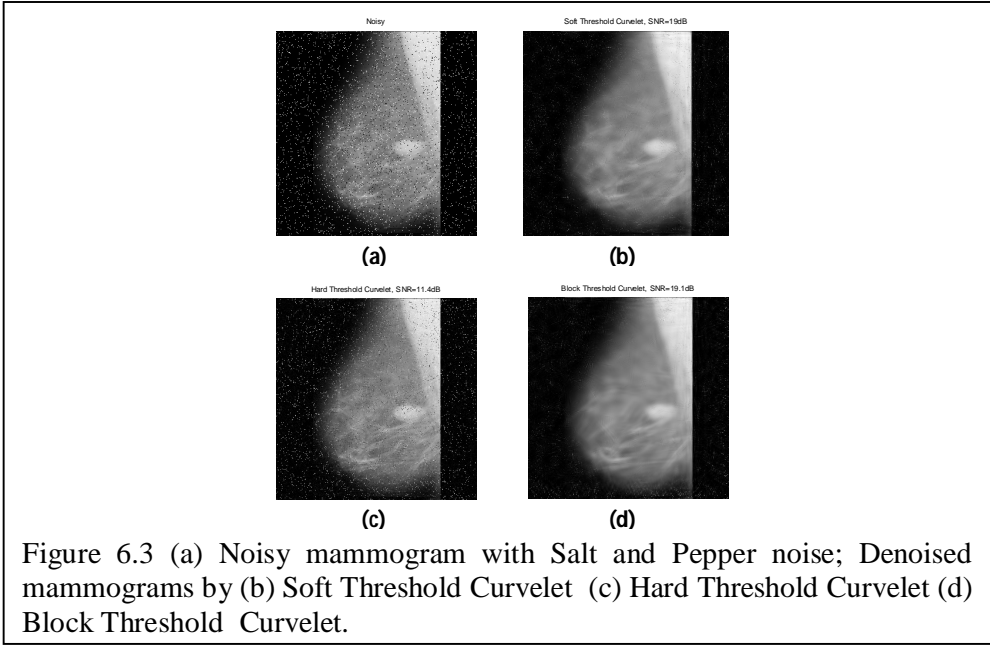 Noisy
Soft Threshold Curvelet, SNR=19dB
(a)
(b)
Hard Threshold Curvelet, SNR=11.4dB
Block Threshold Curvelet, SNR=19.1dB
(c)
(d)
Figure 6.3 (a) Noisy mammogram with Salt and Pepper noise; Denoised
mammograms by (b) Soft Threshold Curvelet (c) Hard Threshold Curvelet (d)
Block Threshold Curvelet.